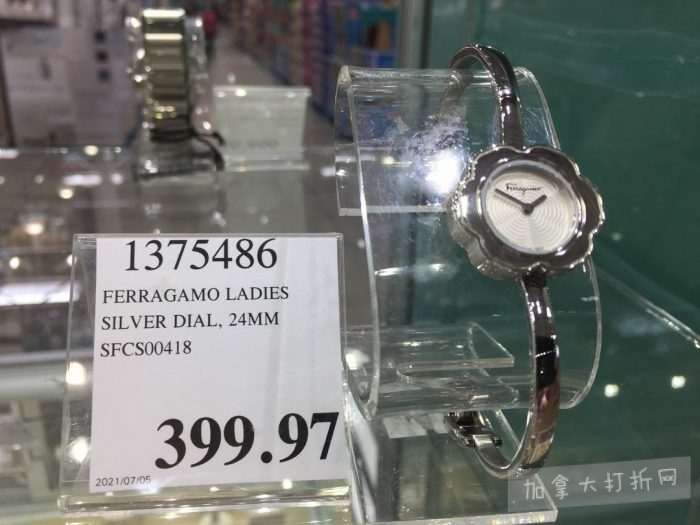 1375486
FERRAGAMO LADIES
SILVER DIAL, 24MM
SFCS00418
399.97
2021/07/05
Ferragamo
加拿大打折网